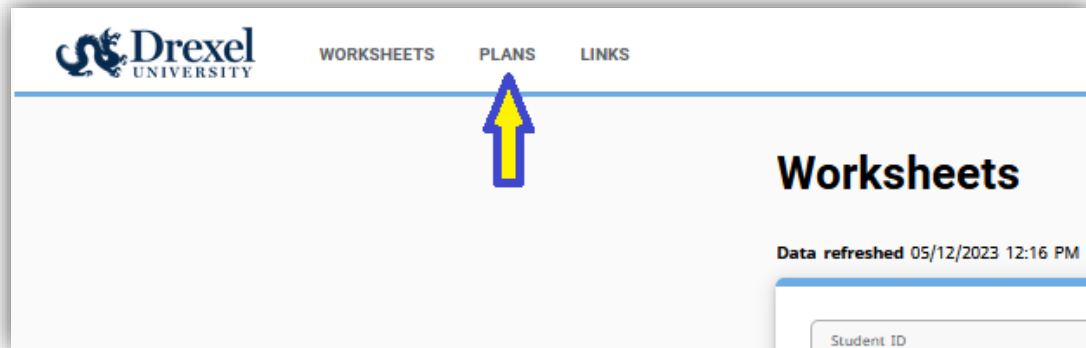 Drexel
UNIVERSITY
WORKSHEETS PLANS LINKS
Worksheets
Data refreshed 05/12/2023 12:16 PM
Student ID